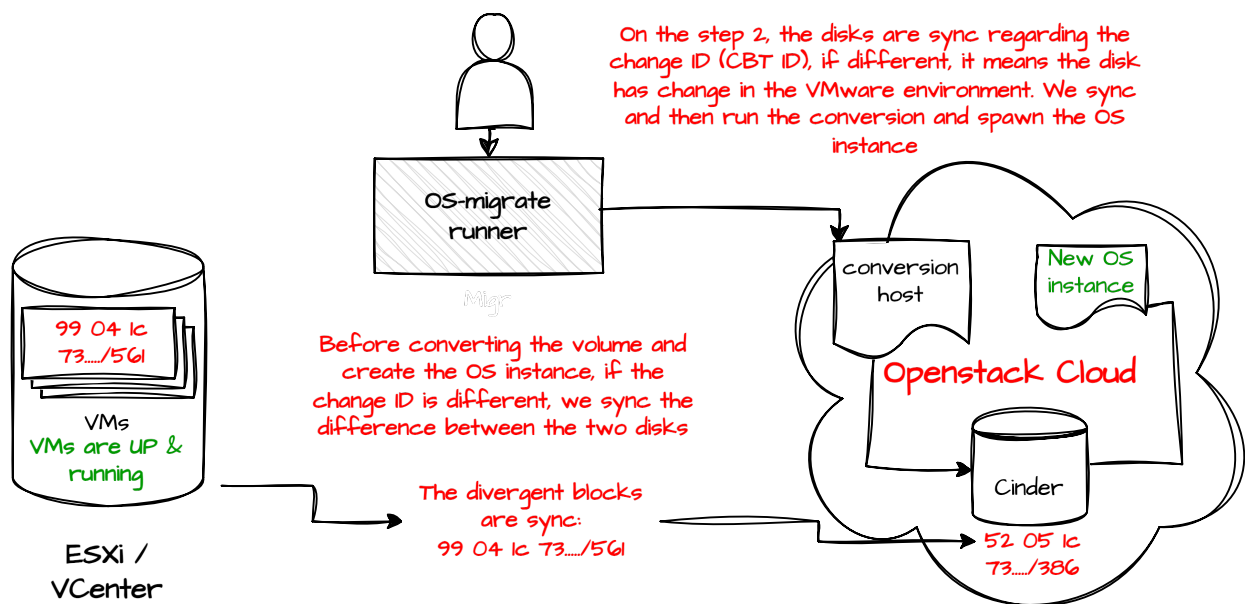 On the step 2, the disks are sync regarding the
change ID (CBT ID), if different, it means the disk
has change in the VMware environment. We sync
and then run the conversion and spawn the OS
instance
OS-migrate
runner
Migr
conversion
host
New OS
instance
99 04 1c
73...../561
VMs
VMs are UP &
running
ESXi /
VCenter
Before converting the volume and
create the OS instance, if the
change ID is different, we sync the
difference between the two disks
The divergent blocks
are sync:
99 04 1c 73...../561
Openstack Cloud
Cinder
52 05 1c
73...../386